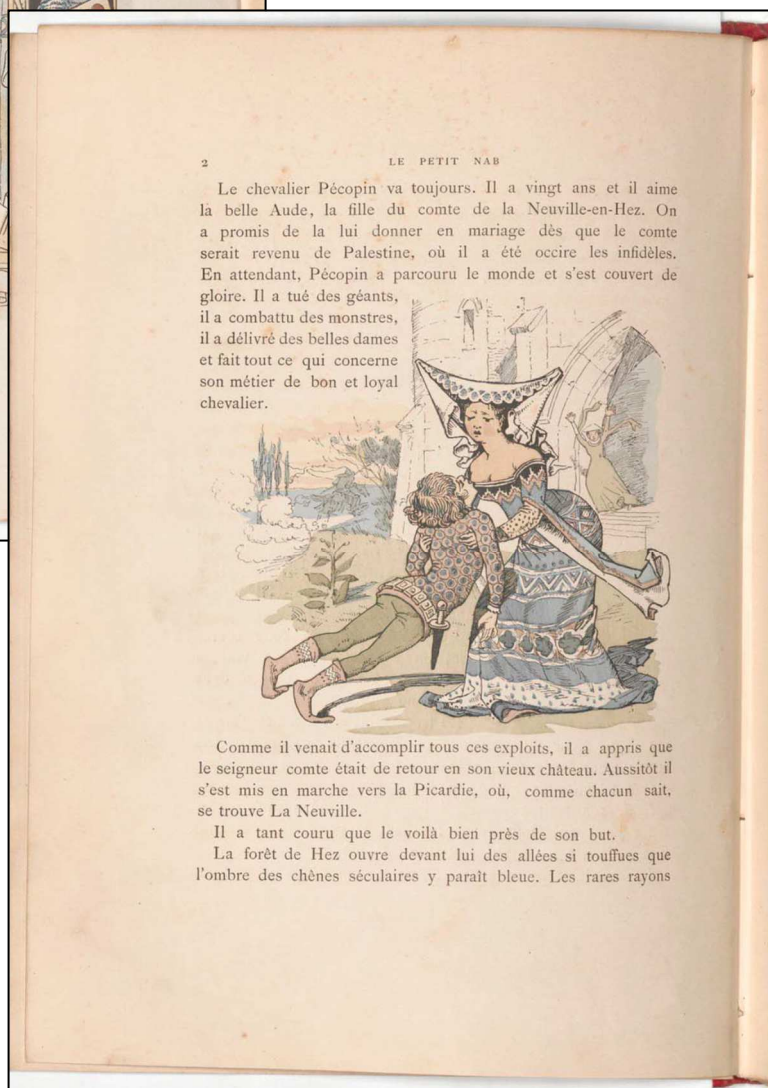 2
LE PETIT NAB
Le chevalier Pécopin va toujours. Il a vingt ans et il aime
la belle Aude, la fille du comte de la Neuville-en-Hez. On
a promis de la lui donner en mariage dès que le comte
serait revenu de Palestine, où il a été occire les infidèles.
En attendant, Pécopin a parcouru le monde et s'est couvert de
gloire. Il a tué des géants,
il a combattu des monstres,
il a délivré des belles dames
et fait tout ce qui concerne
son métier de bon et loyal
chevalier.
Comme il venait d'accomplir tous ces exploits, il a appris que
le seigneur comte était de retour en son vieux château. Aussitôt il
s'est mis en marche vers la Picardie, où, comme chacun sait,
se trouve La Neuville.
Il a tant couru que le voilà bien près de son but.
La forêt de Hez ouvre devant lui des allées si touffues que
l'ombre des chènes séculaires y paraît bleue. Les rares rayons